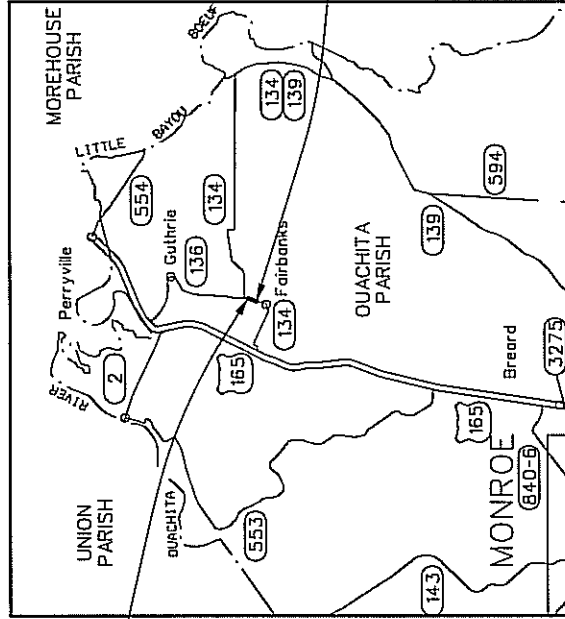 MOREHOUSE
PARISH
BOEUF
LITTLE
BAYOU
554
134
134
139
594
Perryville
Guthrie
136
Fairbanks
134
OUACHITA
PARISH
139
2
RIVER
165
Breard
3275
165
UNION
PARISH
OUACHITA
553
MONROE
840-6
143